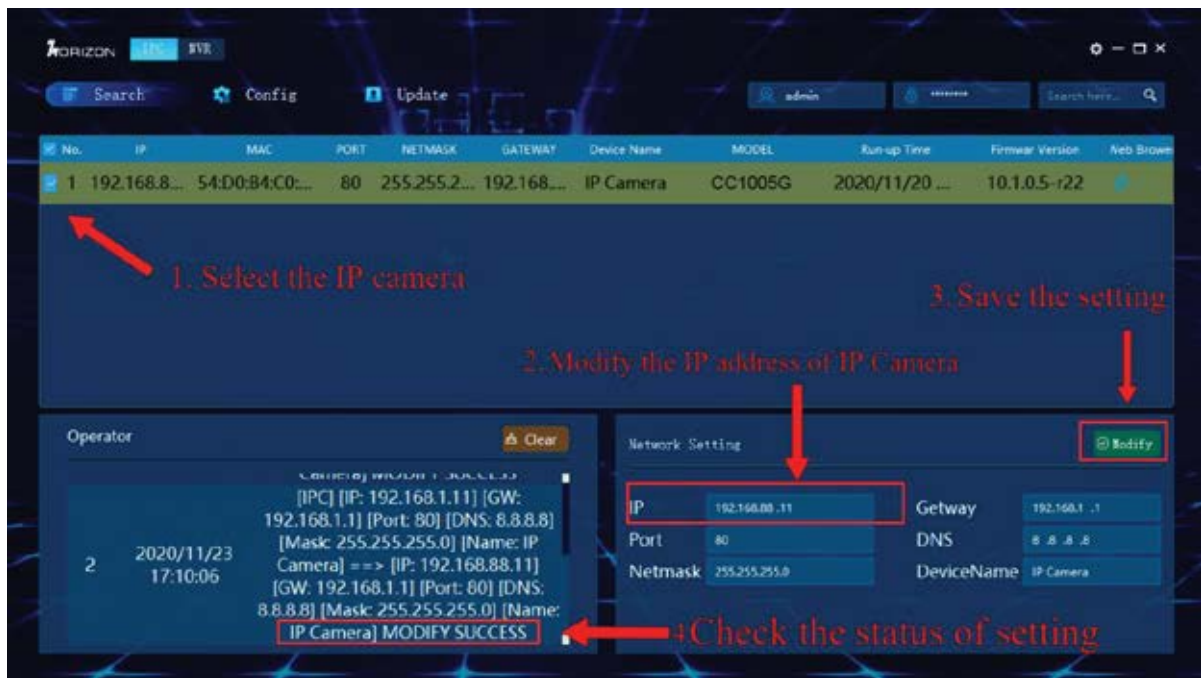 HORIZON IPC NVR
Search Config Update admin ******** Search here...
No. IP MAC PORT NETMASK GATEWAY Device Name MODEL Run-up Time Firmwar Version Web Brows
1 192.168.8... 54:D0:B4:C0:... 80 255.255.2... 192.168.... IP Camera CC1005G 2020/11/20 ... 10.1.0.5-r22
1. Select the IP camera
3. Save the setting
2. Modify the IP address of IP Camera
Operator Clear
Camera] MODIFY SUCCESS
[IPC] [IP: 192.168.1.11] [GW:
192.168.1.1] [Port: 80] [DNS: 8.8.8.8]
[Mask: 255.255.255.0] [Name: IP
Camera] ==> [IP: 192.168.88.11]
[GW: 192.168.1.1] [Port: 80] [DNS:
8.8.8.8] [Mask: 255.255.255.0] [Name:
IP Camera] MODIFY SUCCESS
2 2020/11/23
17:10:06
Network Setting Modify
IP 192.168.88 .11 Getway 192.168.1 .1
Port 80 DNS 8 .8 .8 .8
Netmask 255.255.255.0 DeviceName IP Camera
4.Check the status of setting